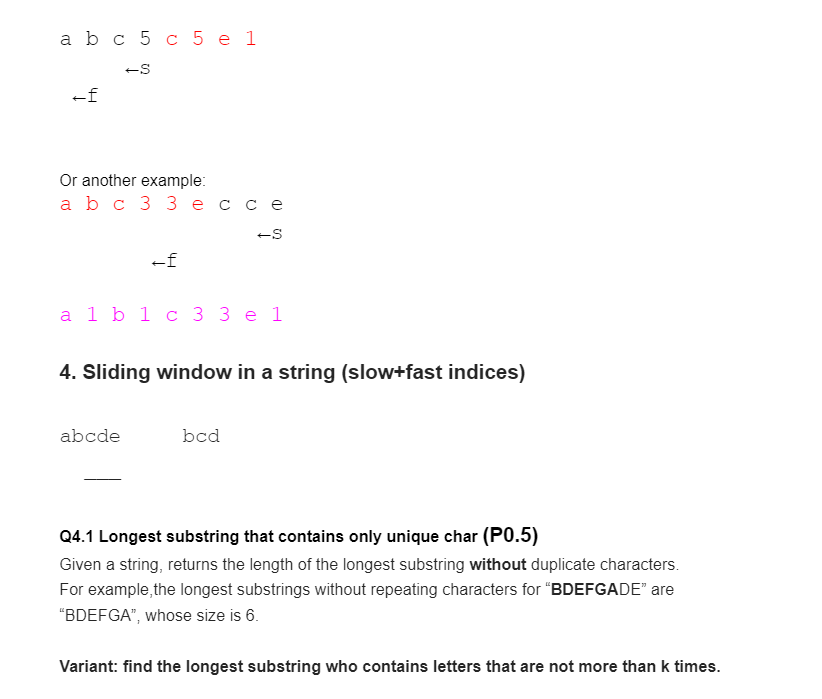 a b c 5 c 5 e 1
←s
←f
Or another example:
a b c 3 3 e c c e
←s
←f
a 1 b 1 c 3 3 e 1
4. Sliding window in a string (slow+fast indices)
abcde bcd
Q4.1 Longest substring that contains only unique char (P0.5)
Given a string, returns the length of the longest substring without duplicate characters.
For example,the longest substrings without repeating characters for “BDEFGADE” are
“BDEFGA”, whose size is 6.
Variant: find the longest substring who contains letters that are not more than k times.